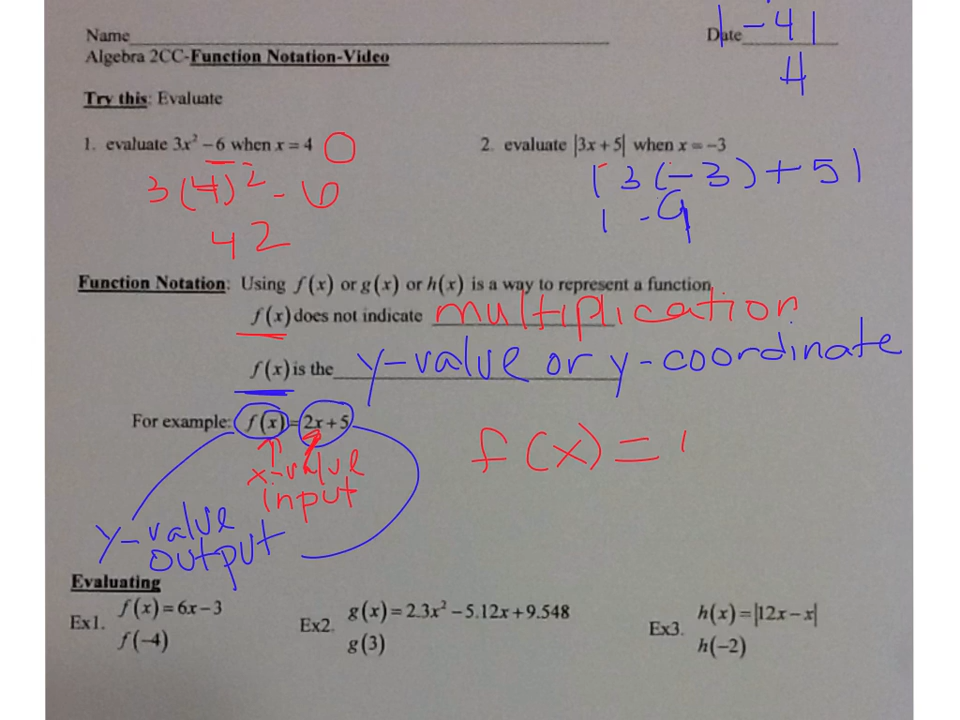 |-4|
Name Date
4
Algebra 2CC-Function Notation-Video
Try this: Evaluate
1. evaluate 3x² – 6 when x = 4
2. evaluate |3x + 5| when x = –3
3(4)² - 6
|3(-3)+5|
42
|-9
Function Notation: Using f(x) or g(x) or h(x) is a way to represent a function.
f(x) does not indicate multiplication
f(x) is the y-value or y-coordinate
For example: f(x) = 2x + 5
f(x) =
x-value
input
y-value
output
Evaluating
Ex1. f(x) = 6x – 3
f(–4)
Ex2. g(x) = 2.3x² – 5.12x + 9.548
g(3)
Ex3. h(x) = |12x – x|
h(–2)